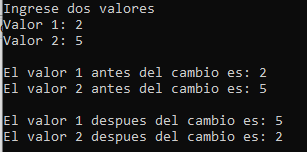 Ingrese dos valores
Valor 1: 2
Valor 2: 5
El valor 1 antes del cambio es: 2
El valor 2 antes del cambio es: 5
El valor 1 despues del cambio es: 5
El valor 2 despues del cambio es: 2